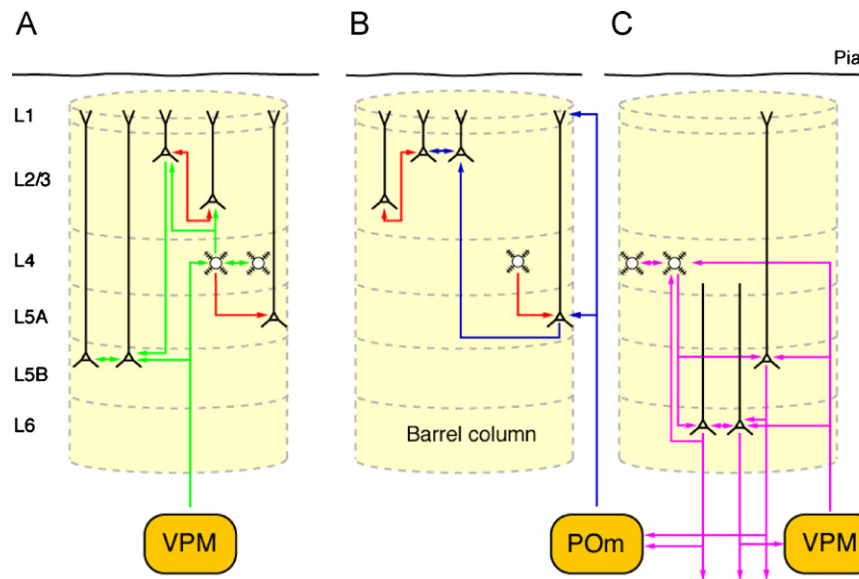 A
B
C
Pia
L1
L2/3
L4
L5A
L5B
L6
Barrel column
VPM
POm
VPM